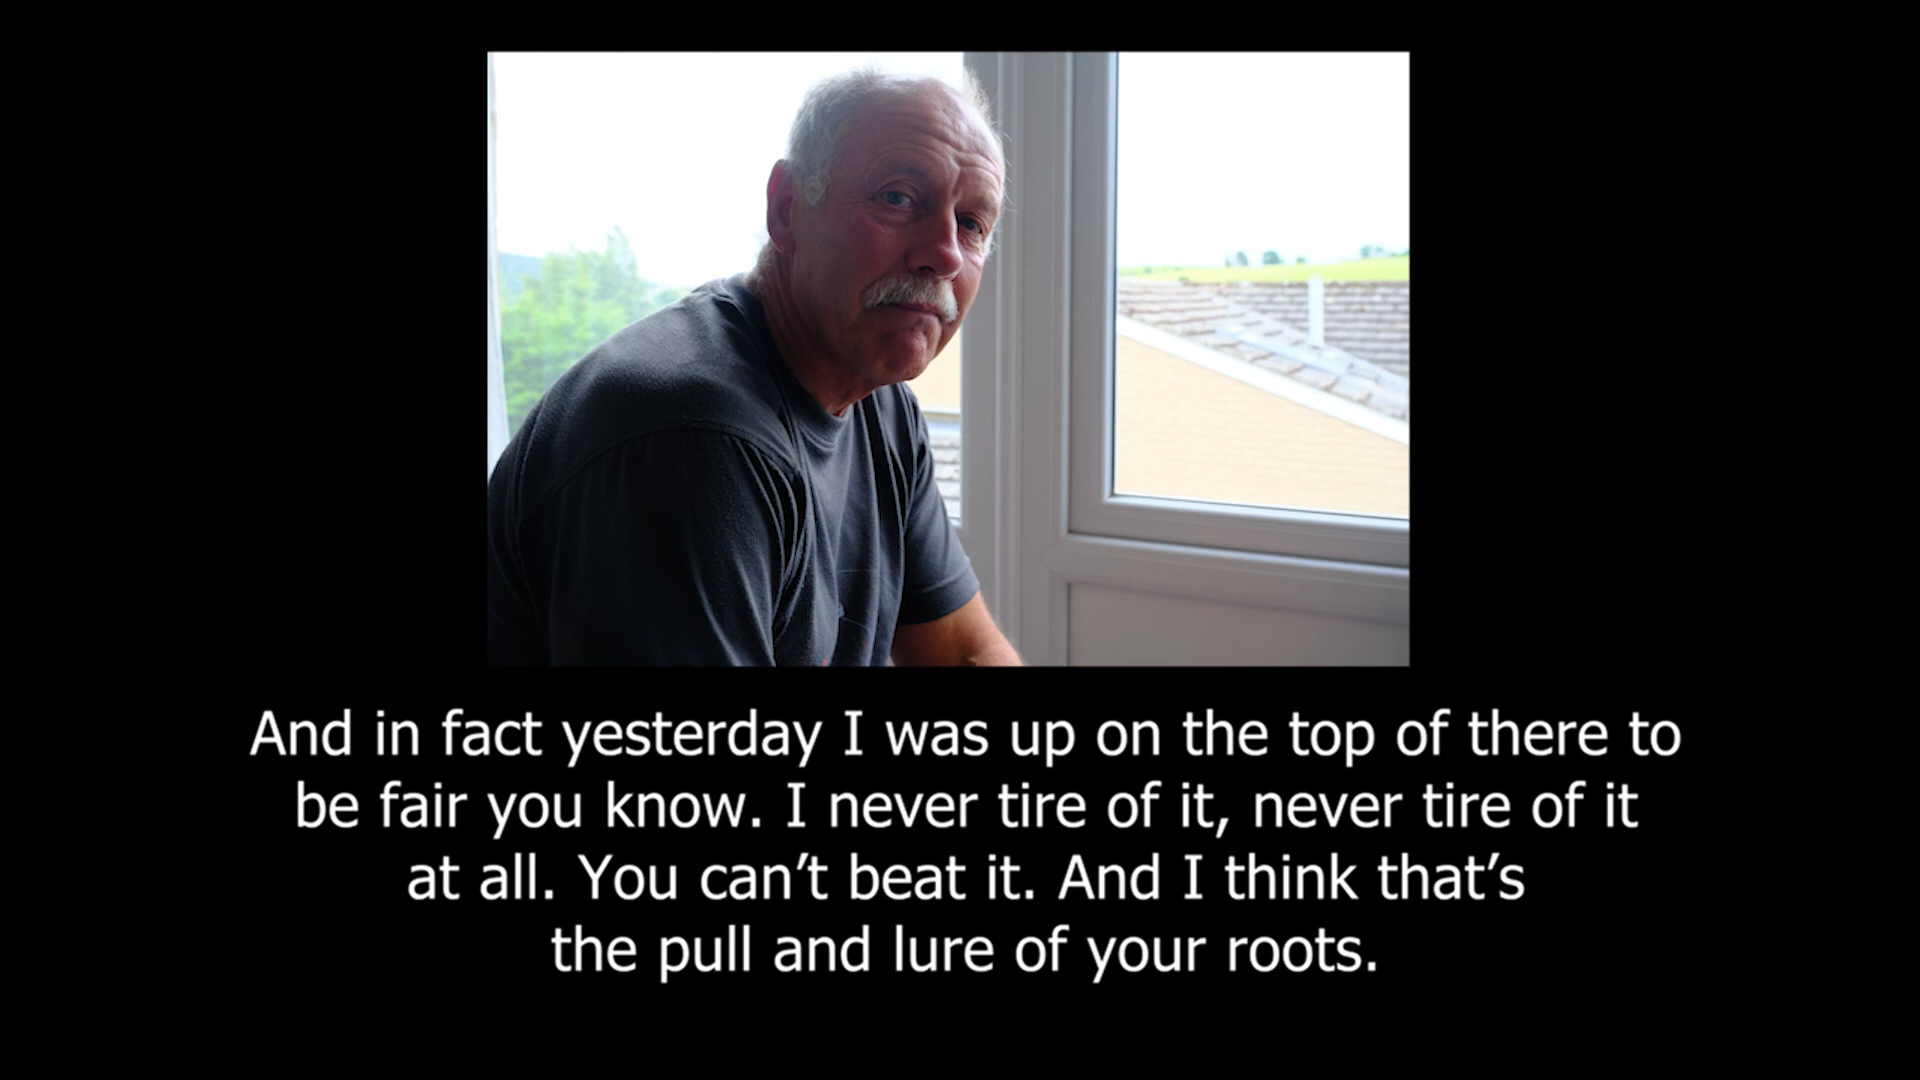 And in fact yesterday I was up on the top of there to
be fair you know. I never tire of it, never tire of it
at all. You can’t beat it. And I think that’s
the pull and lure of your roots.